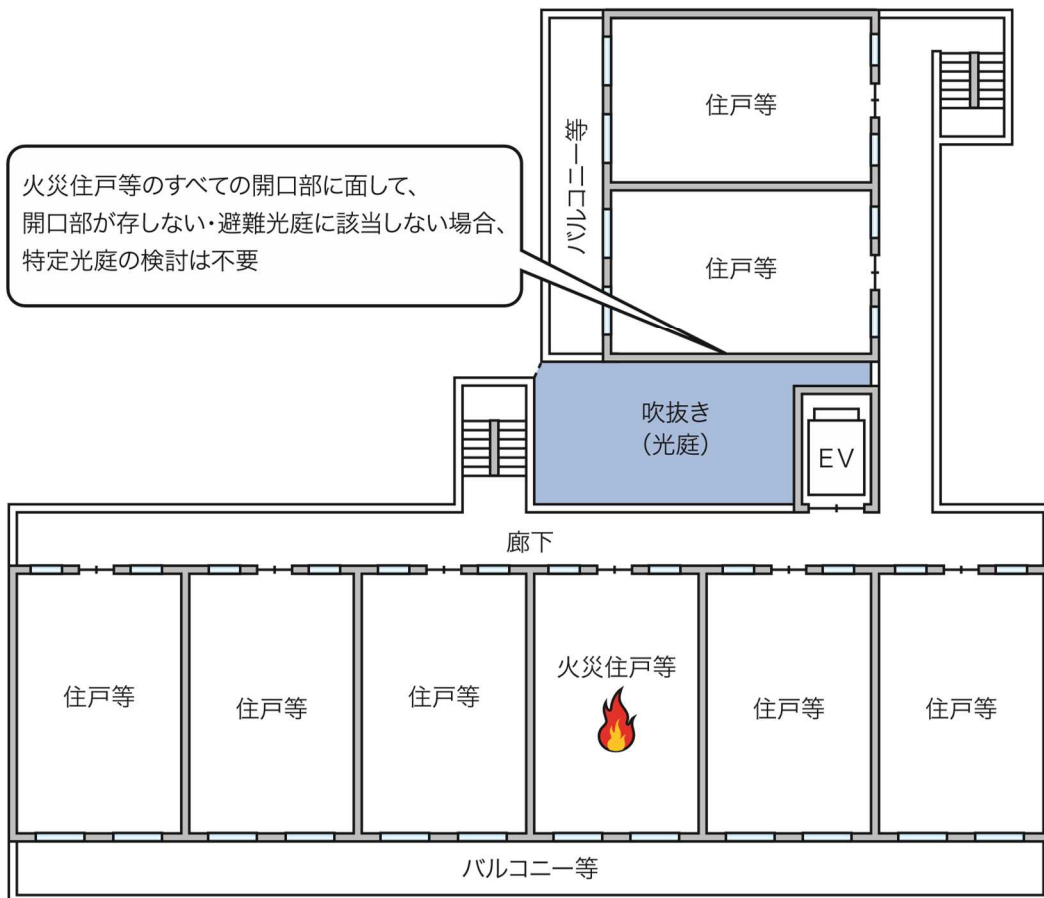 住戸等
バルコニー等
火災住戸等のすべての開口部に面して、
開口部が存しない・避難光庭に該当しない場合、
特定光庭の検討は不要
住戸等
吹抜き
(光庭)
EV
廊下
火災住戸等
住戸等
住戸等
住戸等
住戸等
住戸等
バルコニー等